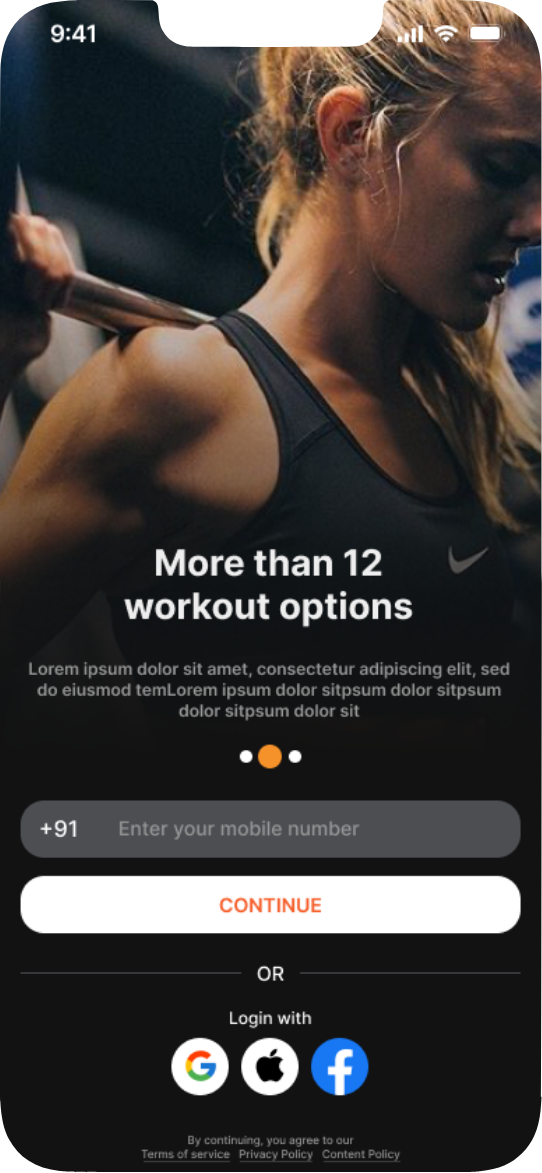 9:41
More than 12
workout options
Lorem ipsum dolor sit amet, consectetur adipiscing elit, sed
do eiusmod temLorem ipsum dolor sitpsum dolor sitpsum
dolor sitpsum dolor sit
+91 Enter your mobile number
CONTINUE
OR
Login with
By continuing, you agree to our
Terms of service Privacy Policy Content Policy